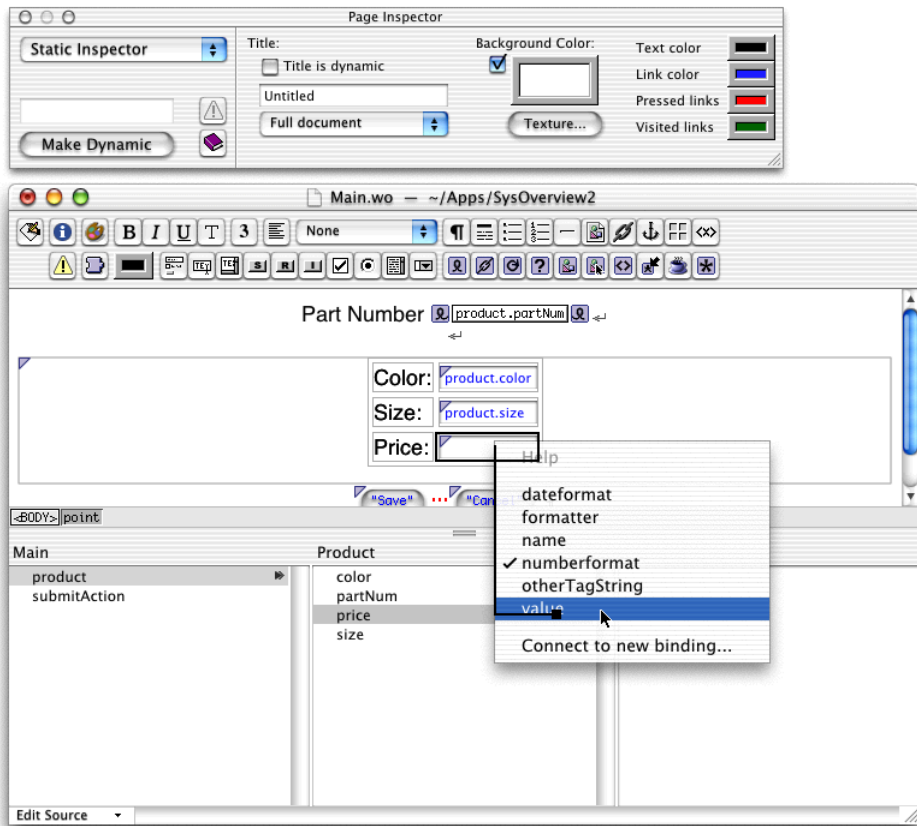 Page Inspector
Static Inspector
Make Dynamic
Title:
Title is dynamic
Untitled
Full document
Background Color:
Texture...
Text color
Link color
Pressed links
Visited links
Main.wo — ~/Apps/SysOverview2
B I U T 3 None
Part Number product.partNum
Color: product.color
Size: product.size
Price:
"Save" ... "Cancel"
Help
dateformat
formatter
name
✓ numberformat
otherTagString
value
Connect to new binding...
<BODY> point
Main
product
submitAction
Product
color
partNum
price
size
Edit Source